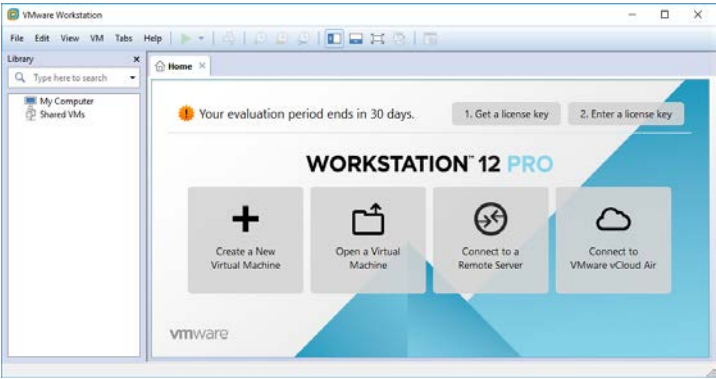 VMware Workstation
File Edit View VM Tabs Help
Library
Type here to search
My Computer
Shared VMs
Home
Your evaluation period ends in 30 days.
1. Get a license key
2. Enter a license key
WORKSTATION™ 12 PRO
Create a New
Virtual Machine
Open a Virtual
Machine
Connect to a
Remote Server
Connect to
VMware vCloud Air
vmware